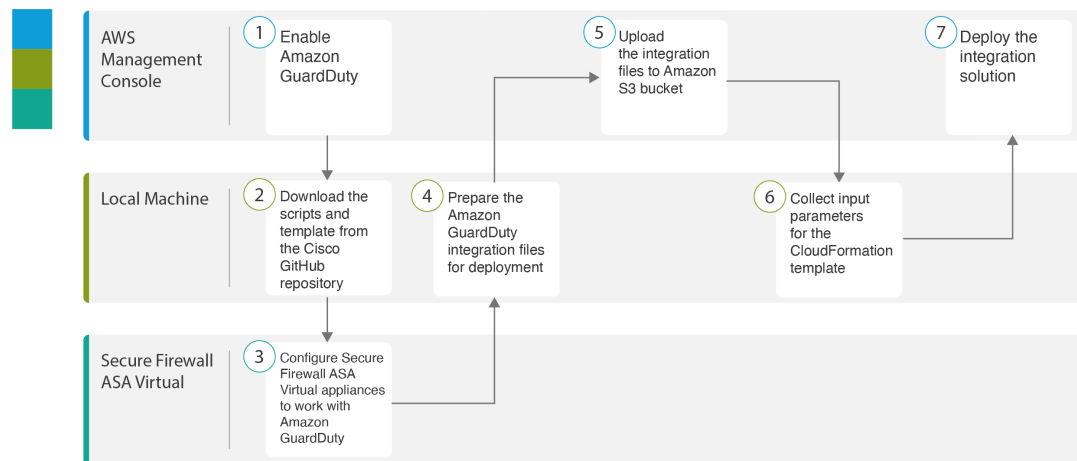 AWS
Management
Console
1
Enable
Amazon
GuardDuty
5
Upload
the integration
files to Amazon
S3 bucket
7
Deploy the
integration
solution
Local Machine
2
Download the
scripts and
template from
the Cisco
GitHub
repository
4
Prepare the
Amazon
GuardDuty
integration files
for deployment
6
Collect input
parameters
for the
CloudFormation
template
Secure Firewall
ASA Virtual
3
Configure Secure
Firewall ASA
Virtual appliances
to work with
Amazon
GuardDuty